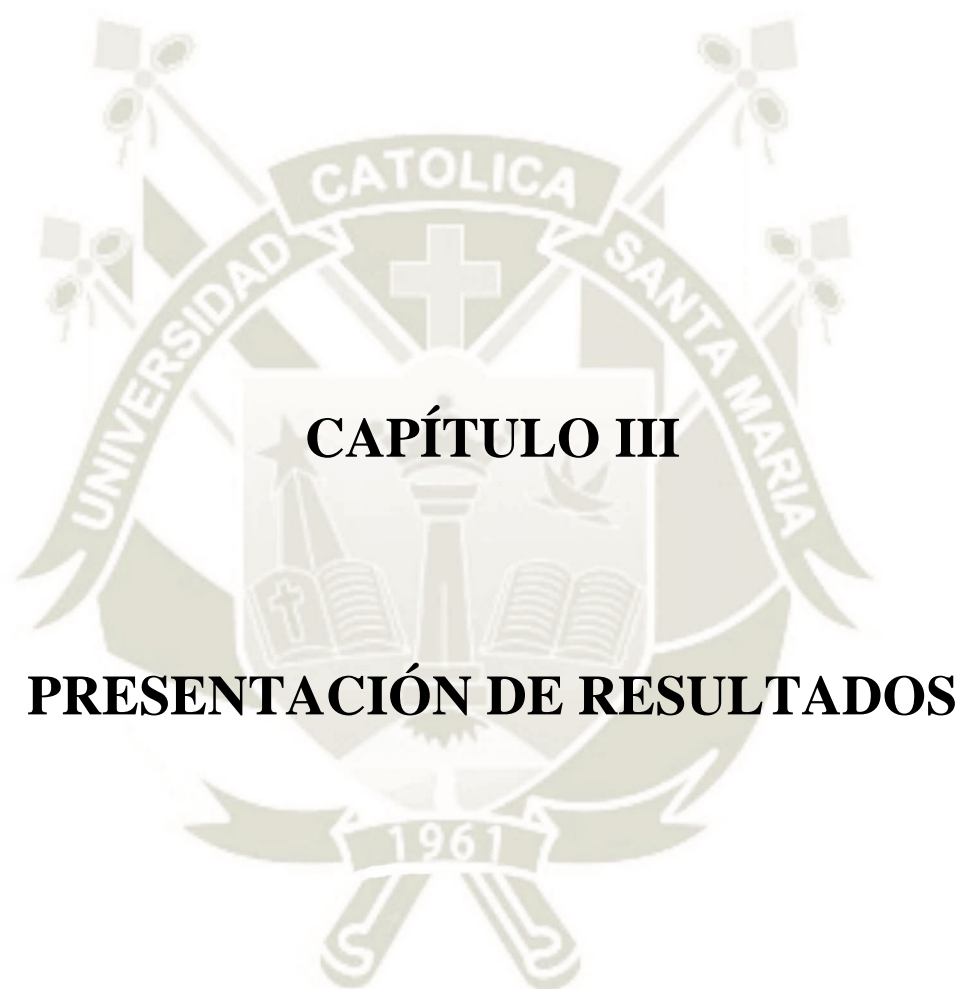 CATOLICA
UNIVERSIDAD
SANTA MARIA
CAPÍTULO III
PRESENTACIÓN DE RESULTADOS
1961